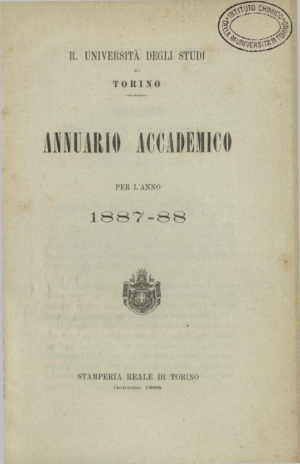 ISTITUTO CHIMICO
UNIVERSITÀ DI TORINO
R. UNIVERSITÀ DEGLI STUDI
DI
TORINO
ANNUARIO ACCADEMICO
PER L'ANNO
1887-88
STAMPERIA REALE DI TORINO
Gennaio 1888